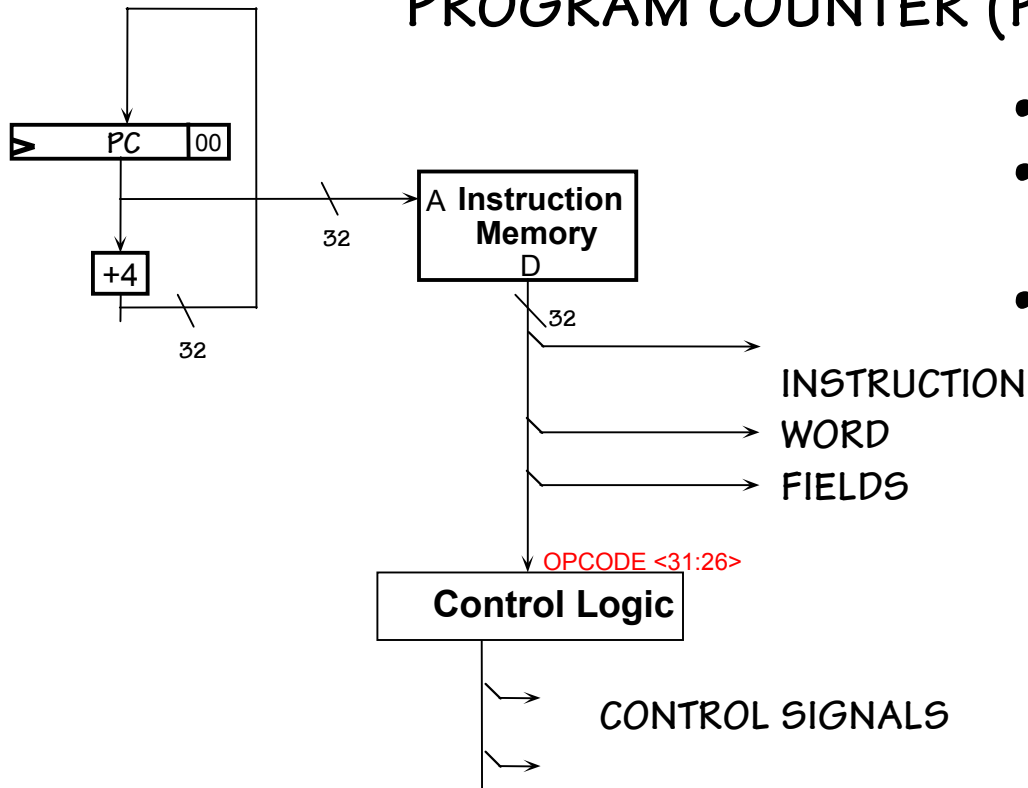 PROGRAM COUNTER (P
PC 00
A Instruction
Memory
D
32
+4
32
32
INSTRUCTION
WORD
FIELDS
OPCODE <31:26>
Control Logic
CONTROL SIGNALS